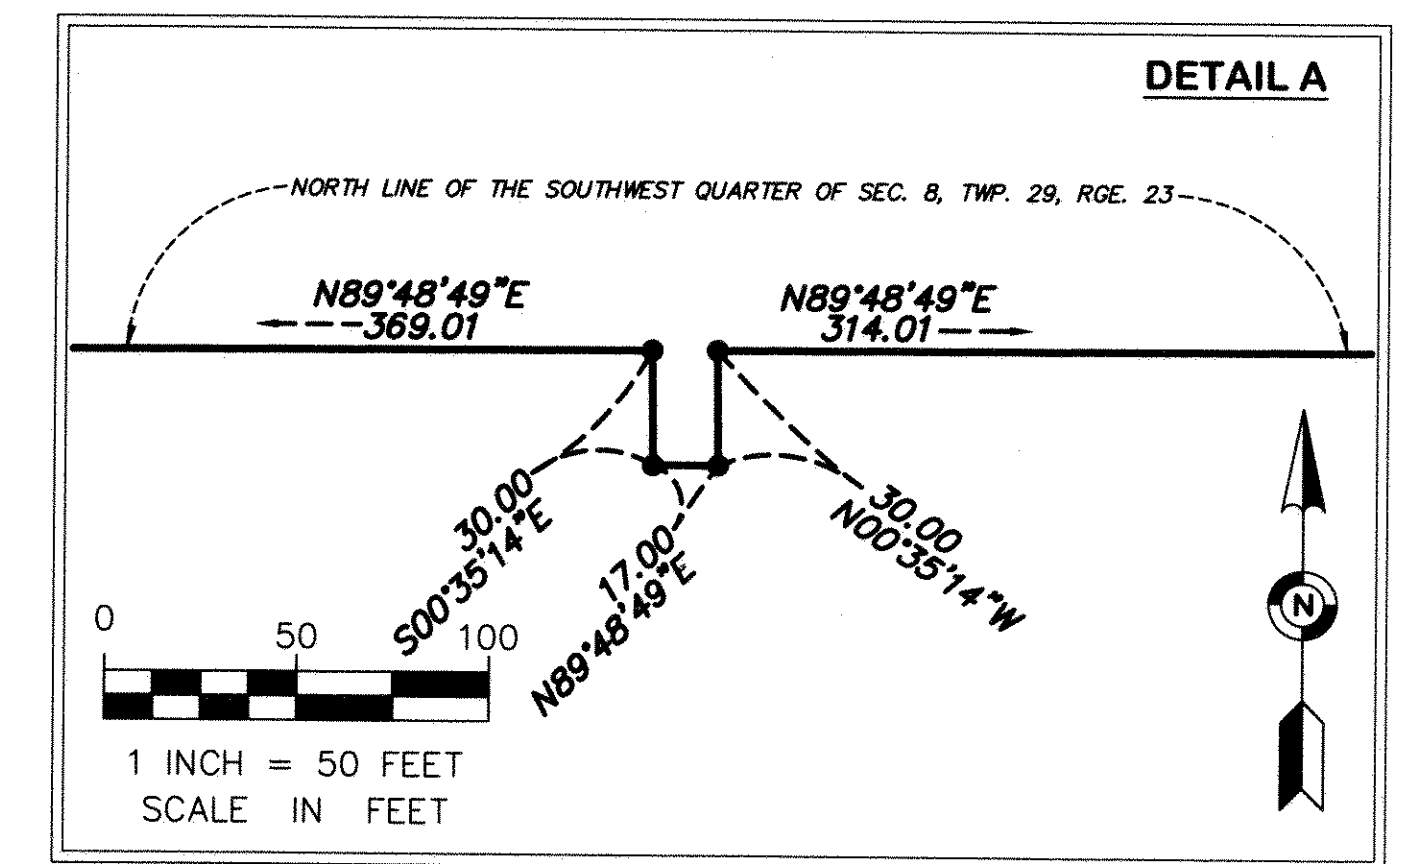 DETAIL A
NORTH LINE OF THE SOUTHWEST QUARTER OF SEC. 8, TWP. 29, RGE. 23
N89°48'49"E
369.01
N89°48'49"E
314.01
30.00
S00°35'14"E
17.00
N89°48'49"E
30.00
N00°35'14"W
0 50 100
1 INCH = 50 FEET
SCALE IN FEET
N